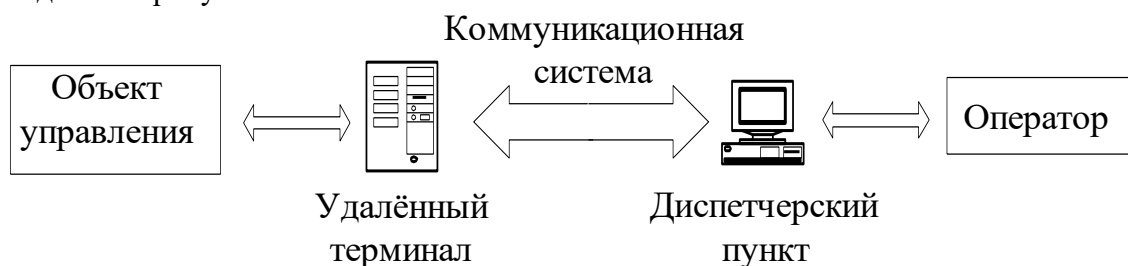 Коммуникационная
система
Объект
управления
Оператор
Удалённый
терминал
Диспетчерский
пункт